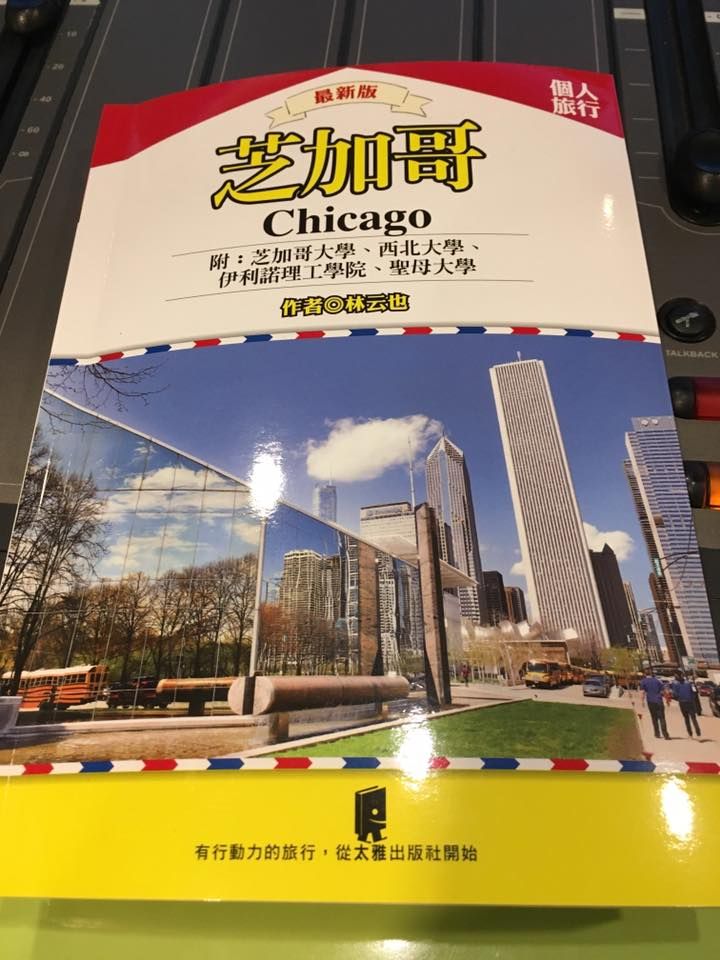 最新版
個人
旅行
芝加哥
Chicago
附：芝加哥大學、西北大學、
伊利諾理工學院、聖母大學
作者◎林云也
TALKBACK
有行動力的旅行，從太雅出版社開始